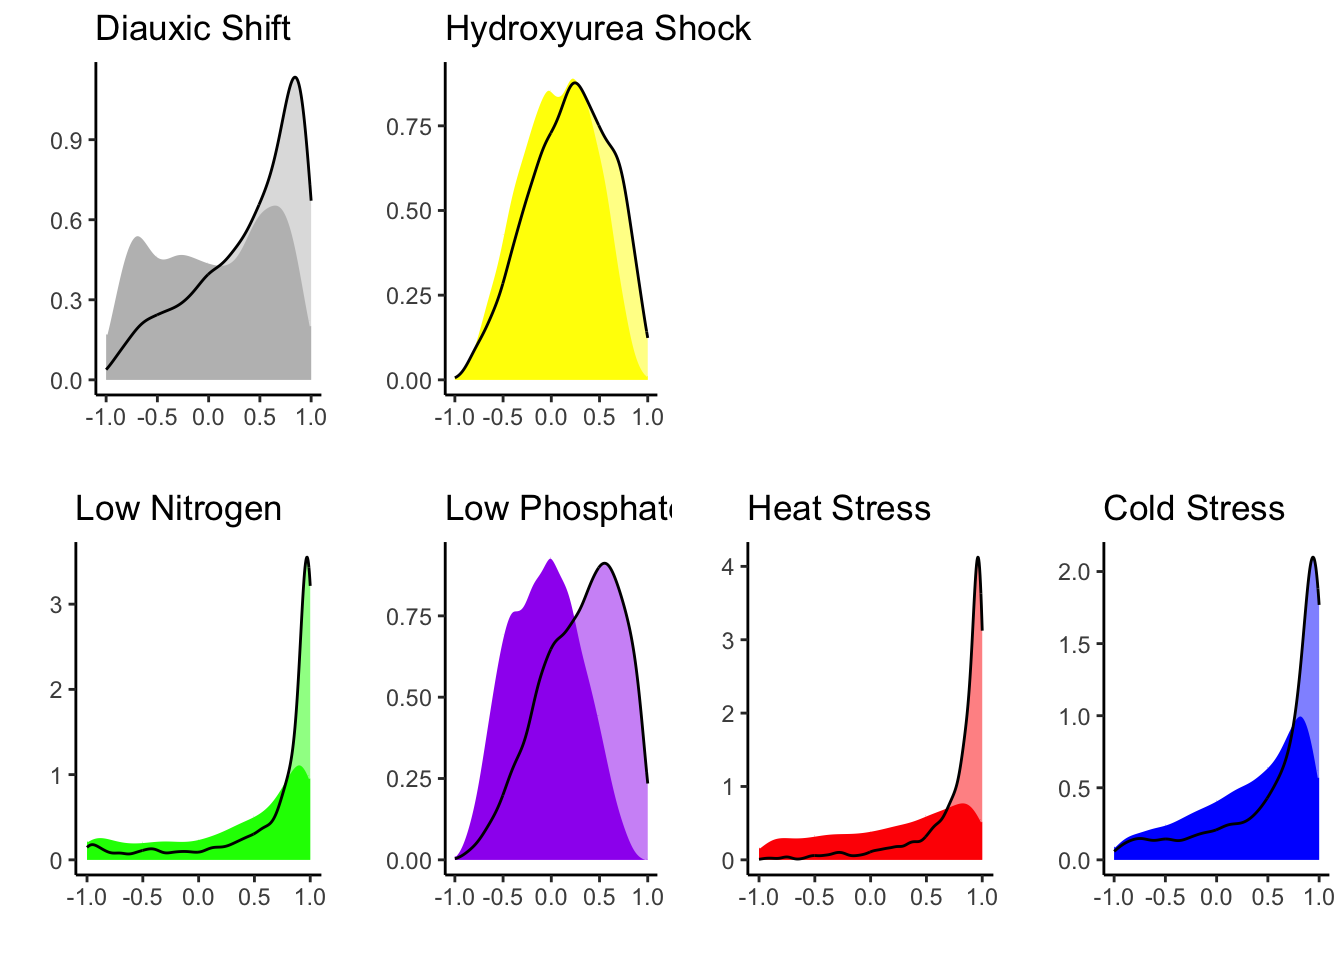 Diauxic Shift
0.9
0.6
0.3
0.0
-1.0 -0.5 0.0 0.5 1.0
Hydroxyurea Shock
0.75
0.50
0.25
0.00
-1.0 -0.5 0.0 0.5 1.0
Low Nitrogen
3
2
1
0
-1.0 -0.5 0.0 0.5 1.0
Low Phosphat
0.75
0.50
0.25
0.00
-1.0 -0.5 0.0 0.5 1.0
Heat Stress
4
3
2
1
0
-1.0 -0.5 0.0 0.5 1.0
Cold Stress
2.0
1.5
1.0
0.5
0.0
-1.0 -0.5 0.0 0.5 1.0